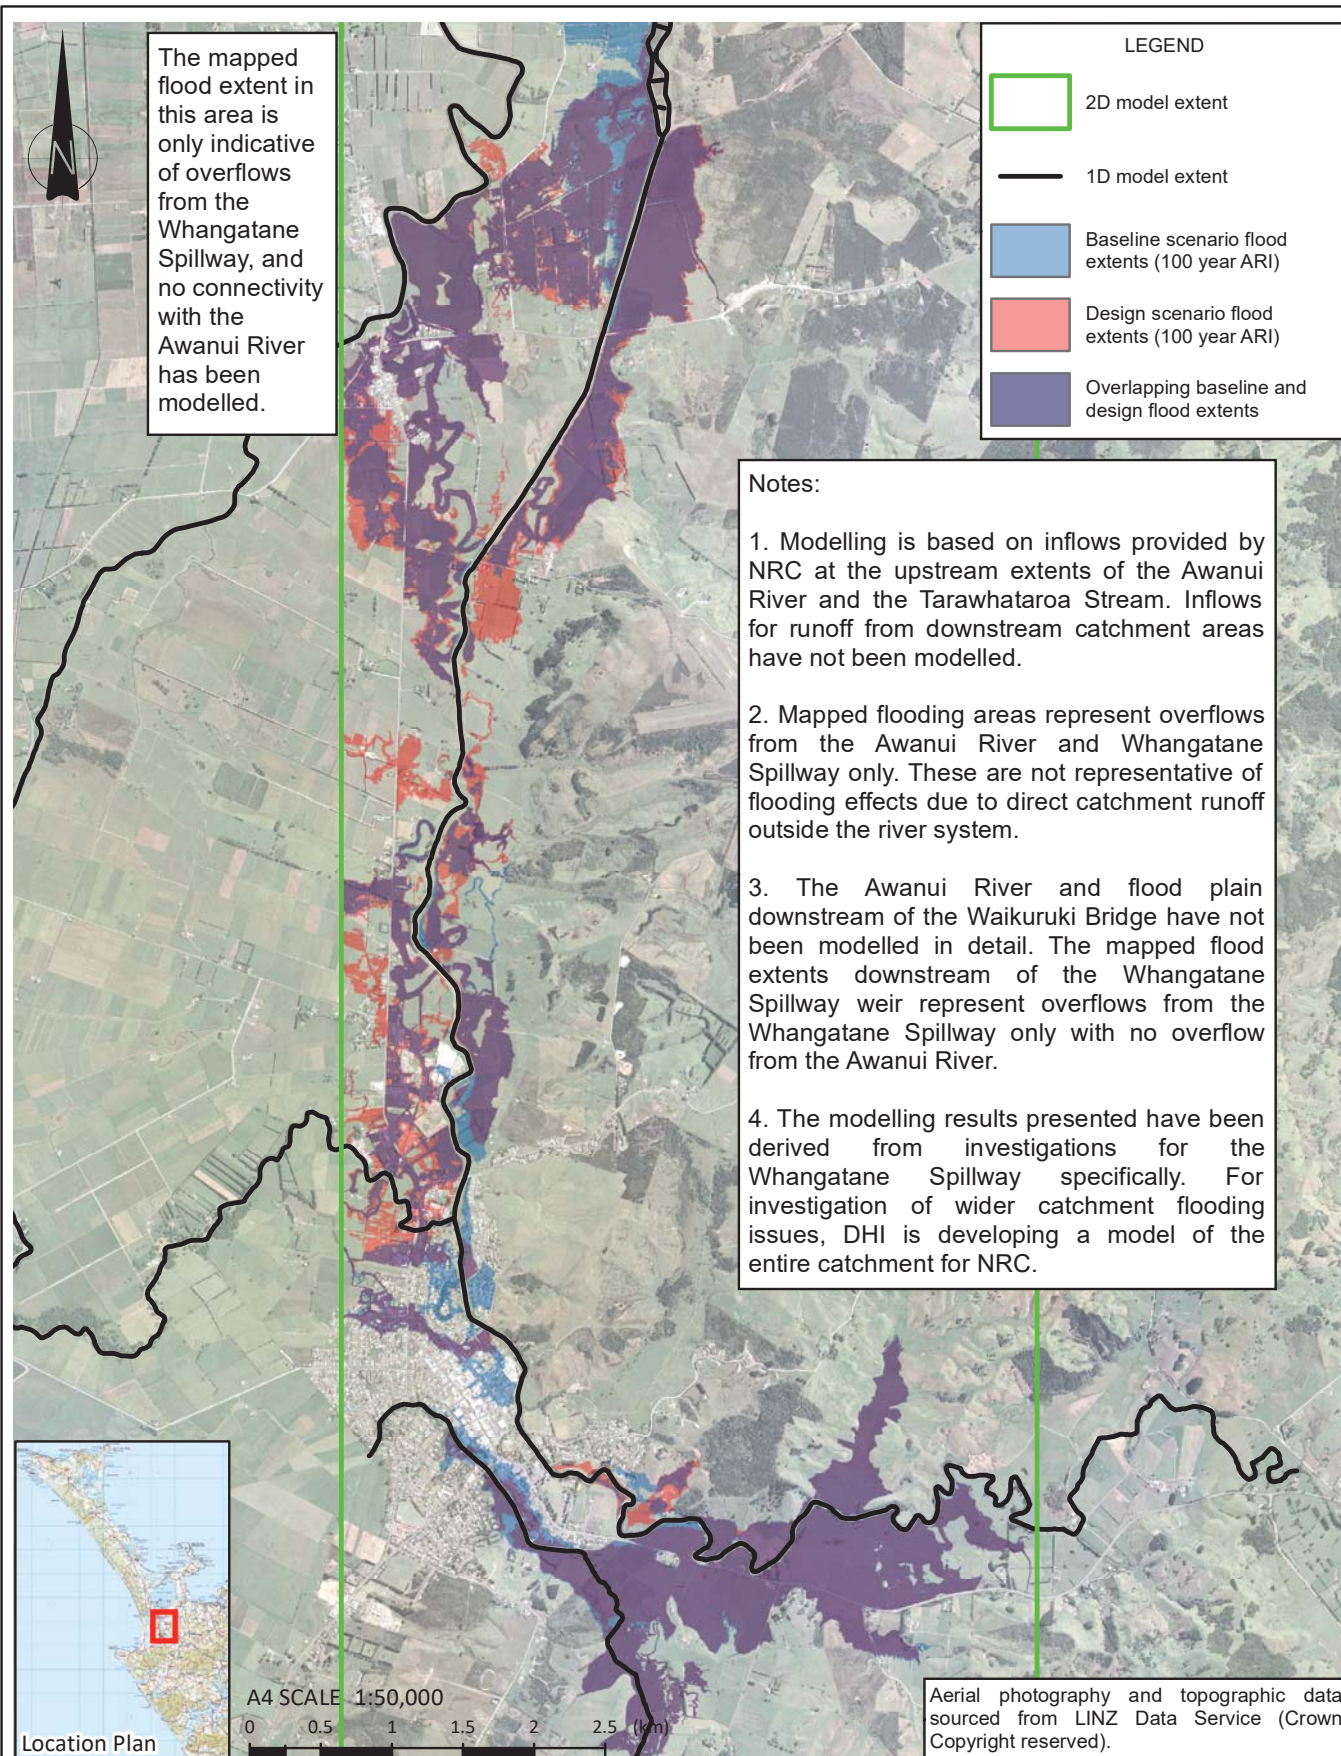 The mapped
flood extent in
this area is
only indicative
of overflows
from the
Whangatane
Spillway, and
no connectivity
with the
Awanui River
has been
modelled.
N
LEGEND
2D model extent
1D model extent
Baseline scenario flood
extents (100 year ARI)
Design scenario flood
extents (100 year ARI)
Overlapping baseline and
design flood extents
Notes:
1. Modelling is based on inflows provided by
NRC at the upstream extents of the Awanui
River and the Tarawhataroa Stream. Inflows
for runoff from downstream catchment areas
have not been modelled.
2. Mapped flooding areas represent overflows
from the Awanui River and Whangatane
Spillway only. These are not representative of
flooding effects due to direct catchment runoff
outside the river system.
3. The Awanui River and flood plain
downstream of the Waikuruki Bridge have not
been modelled in detail. The mapped flood
extents downstream of the Whangatane
Spillway weir represent overflows from the
Whangatane Spillway only with no overflow
from the Awanui River.
4. The modelling results presented have been
derived from investigations for the
Whangatane Spillway specifically. For
investigation of wider catchment flooding
issues, DHI is developing a model of the
entire catchment for NRC.
Location Plan
A4 SCALE 1:50,000
0 0.5 1 1.5 2 2.5 (km)
Aerial photography and topographic data
sourced from LINZ Data Service (Crown
Copyright reserved).